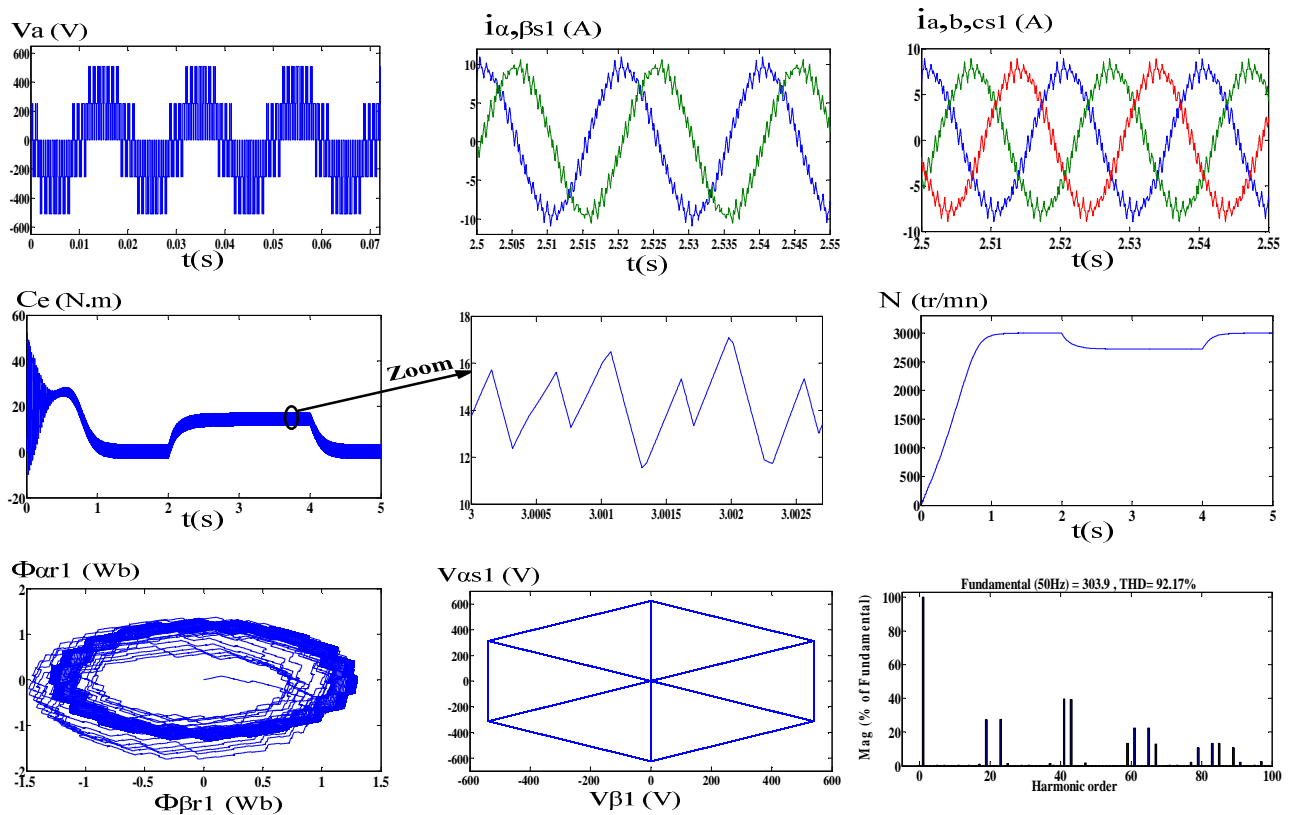 Va (V)
600
400
200
0
-200
-400
-600
0 0.01 0.02 0.03 0.04 0.05 0.06 0.07
t(s)
iα,βs1 (A)
10
5
0
-5
-10
2.5 2.505 2.51 2.515 2.52 2.525 2.53 2.535 2.54 2.545 2.55
t(s)
ia,b,cs1 (A)
10
5
0
-5
-10
2.5 2.51 2.52 2.53 2.54 2.55
t(s)
Ce (N.m)
60
40
20
0
-20
0 1 2 3 4 5
t(s)
Zoom
18
16
14
12
10
3 3.0005 3.001 3.0015 3.002 3.0025
N (tr/mn)
3000
2500
2000
1500
1000
500
0
0 1 2 3 4 5
t(s)
Φαr1 (Wb)
2
1
0
-1
-2
-1.5 -1 -0.5 0 0.5 1 1.5
Φβr1 (Wb)
Vαs1 (V)
600
400
200
0
-200
-400
-600
-600 -400 -200 0 200 400 600
Vβ1 (V)
Fundamental (50Hz) = 303.9 , THD= 92.17%
Mag (% of Fundamental)
100
80
60
40
20
0
0 20 40 60 80 100
Harmonic order